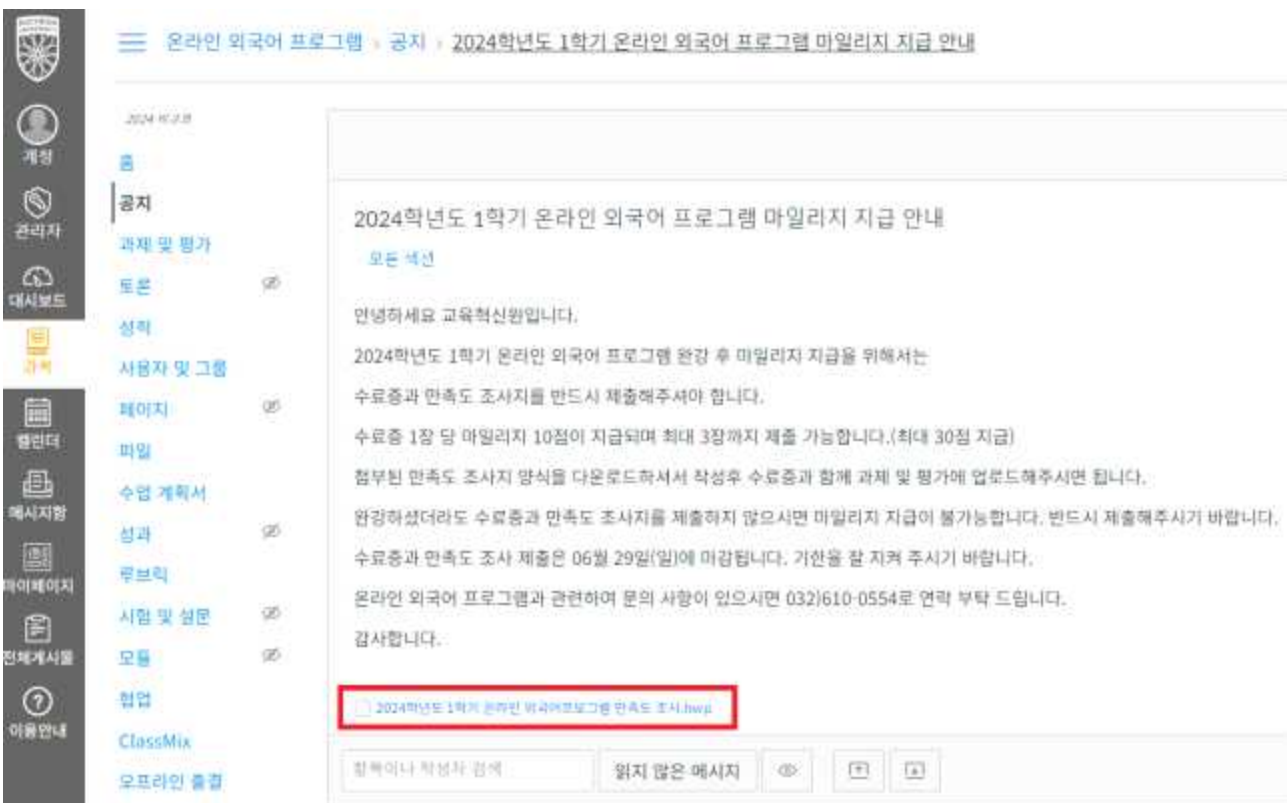 온라인 외국어 프로그램 › 공지 › 2024학년도 1학기 온라인 외국어 프로그램 마일리지 지급 안내
계정
관리자
대시보드
과목
캘린더
메시지함
마이페이지
전체게시물
이용안내
홈
공지
과제 및 평가
토론
성적
사용자 및 그룹
페이지
파일
수업 계획서
성과
루브릭
시험 및 설문
모듈
협업
ClassMix
오프라인 출결
2024학년도 1학기 온라인 외국어 프로그램 마일리지 지급 안내
모든 섹션
안녕하세요 교육혁신원입니다.
2024학년도 1학기 온라인 외국어 프로그램 완강 후 마일리지 지급을 위해서는
수료증과 만족도 조사지를 반드시 제출해주셔야 합니다.
수료증 1장 당 마일리지 10점이 지급되며 최대 3장까지 제출 가능합니다.(최대 30점 지급)
첨부된 만족도 조사지 양식을 다운로드하셔서 작성후 수료증과 함께 과제 및 평가에 업로드해주시면 됩니다.
완강하셨더라도 수료증과 만족도 조사지를 제출하지 않으시면 마일리지 지급이 불가능합니다. 반드시 제출해주시기 바랍니다.
수료증과 만족도 조사 제출은 06월 29일(일)에 마감됩니다. 기한을 잘 지켜 주시기 바랍니다.
온라인 외국어 프로그램과 관련하여 문의 사항이 있으시면 032)610-0554로 연락 부탁 드립니다.
감사합니다.
2024학년도 1학기 온라인 외국어프로그램 만족도 조사.hwp
항목이나 작성자 검색
읽지 않은 메시지